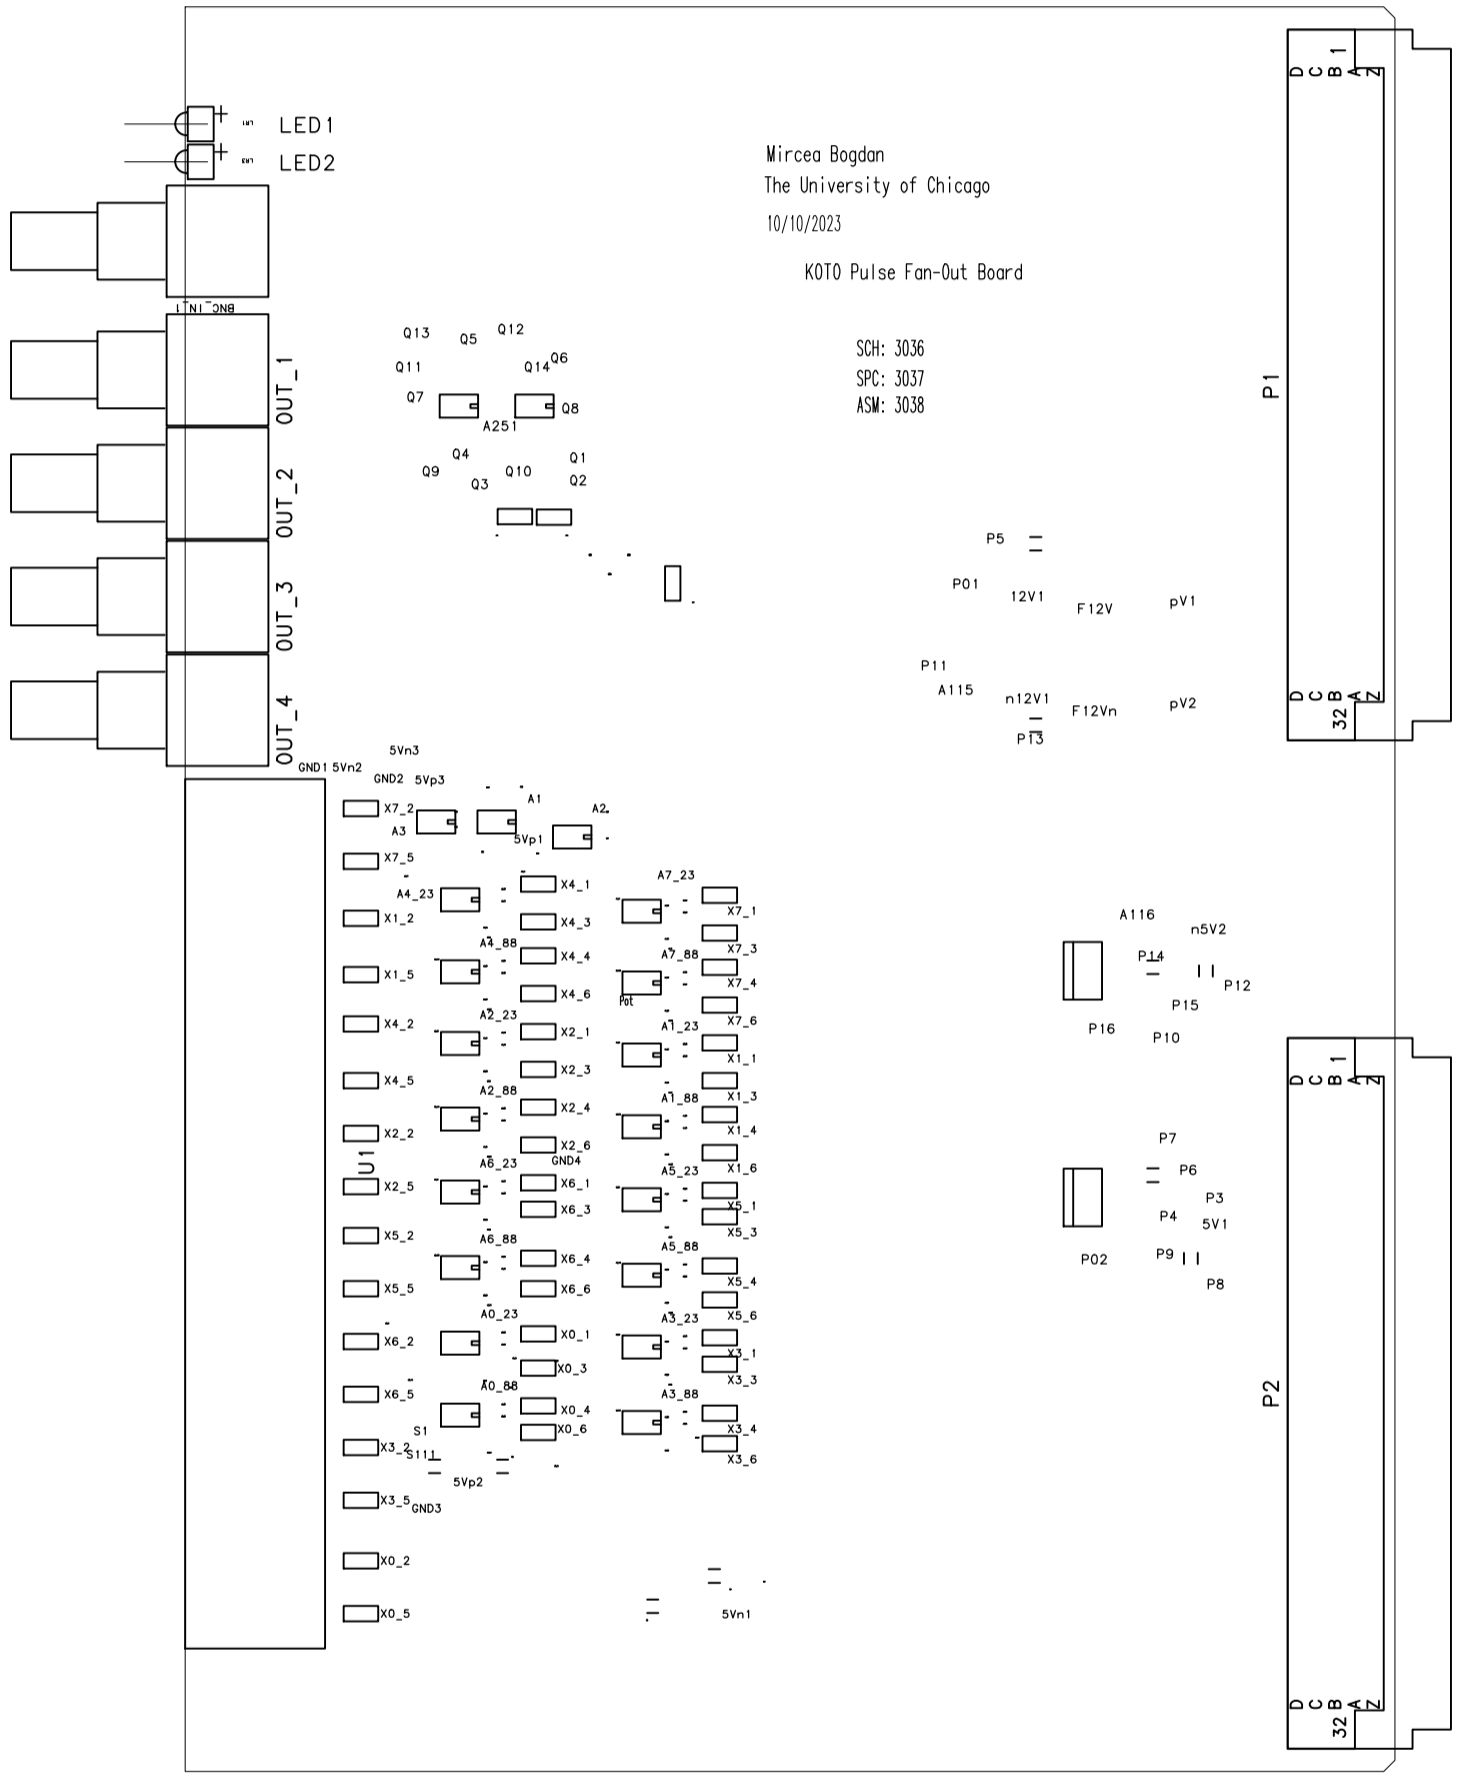 D C B A Z
1
LED1
LR1
LED2
LR3
Mircea Bogdan
The University of Chicago
10/10/2023
KOTO Pulse Fan-Out Board
BNC_IN_1
Q13
Q5
Q12
Q11
Q14
Q6
SCH: 3036
SPC: 3037
ASM: 3038
OUT_1
Q7
A251
Q8
P1
Q9
Q4
Q3
Q10
Q1
Q2
OUT_2
P5
P01
12V1
F12V
pV1
OUT_3
P11
A115
n12V1
F12Vn
pV2
P13
D C B A Z
32
OUT_4
5Vn3
GND1
5Vn2
GND2
5Vp3
X7_2
A3
A1
A2
5Vp1
X7_5
A4_23
X4_1
A7_23
X7_1
X1_2
X4_3
X7_3
A116
n5V2
A4_88
X4_4
A7_88
X7_4
P14
X1_5
X4_6
Pot
X7_6
P12
P15
X4_2
A2_23
X2_1
A1_23
X1_1
P16
P10
X2_3
X1_3
D C B A Z
1
X4_5
A2_88
X2_4
A1_88
X1_4
X2_2
X2_6
X1_6
P7
U1
A6_23
GND4
A5_23
P6
X2_5
X6_1
X5_1
P3
X6_3
X5_3
P4
5V1
X5_2
A6_88
X6_4
A5_88
X5_4
P02
P9
X5_5
X6_6
X5_6
P8
A0_23
A3_23
X6_2
X0_1
X3_1
X0_3
X3_3
X6_5
A0_88
X0_4
A3_88
X3_4
P2
S1
X0_6
X3_2
S111
X3_6
5Vp2
X3_5
GND3
X0_2
X0_5
5Vn1
D C B A Z
32